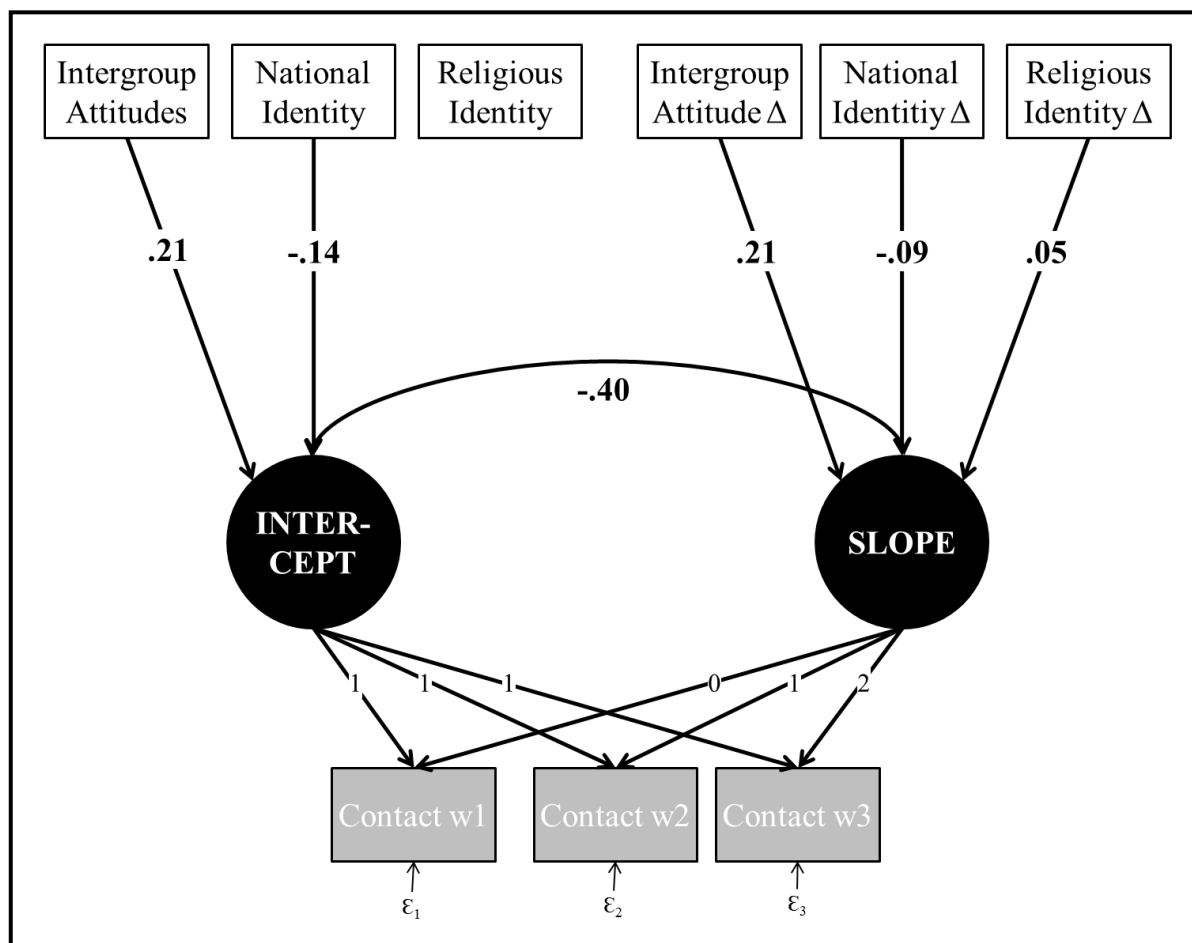 Intergroup
Attitudes
National
Identity
Religious
Identity
Intergroup
Attitude Δ
National
Identitiy Δ
Religious
Identity Δ
.21
-.14
.21
-.09
.05
-.40
INTER-
CEPT
SLOPE
1
1
1
0
1
2
Contact w1
Contact w2
Contact w3
ε1
ε2
ε3